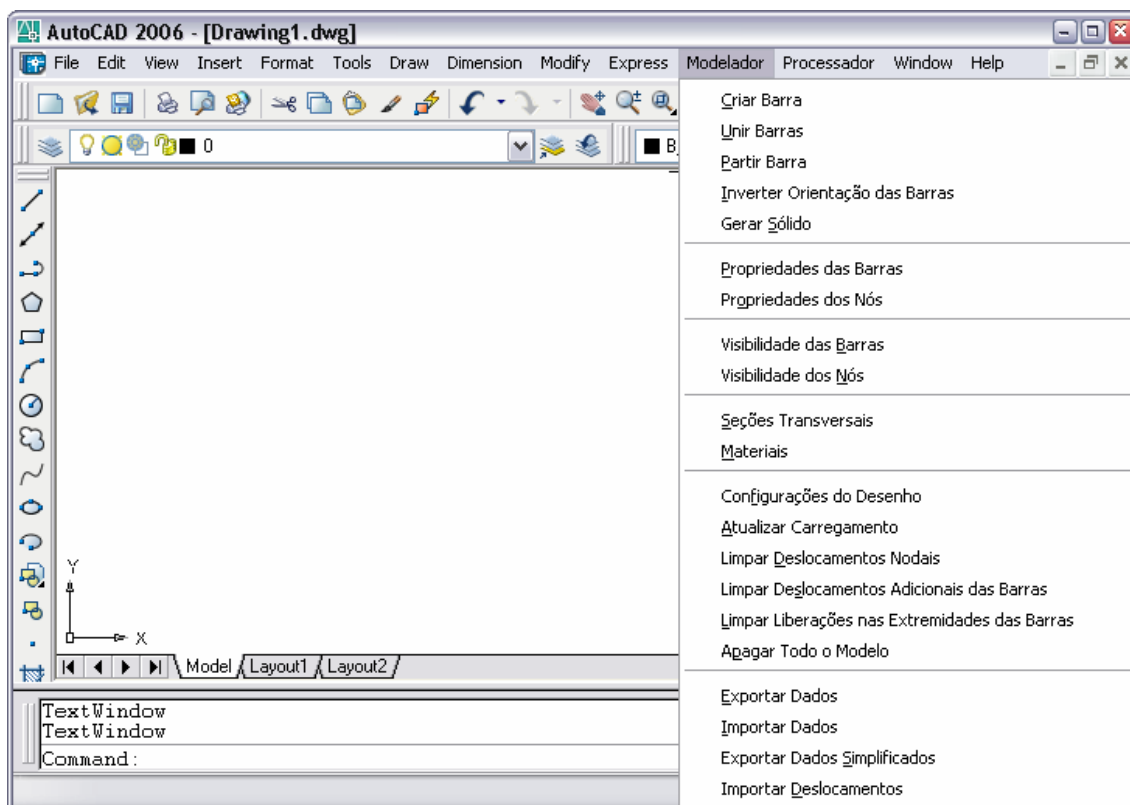 AutoCAD 2006 - [Drawing1.dwg]
File Edit View Insert Format Tools Draw Dimension Modify Express Modelador Processador Window Help
0
B
Criar Barra
Unir Barras
Partir Barra
Inverter Orientação das Barras
Gerar Sólido
Propriedades das Barras
Propriedades dos Nós
Visibilidade das Barras
Visibilidade dos Nós
Seções Transversais
Materiais
Configurações do Desenho
Atualizar Carregamento
Limpar Deslocamentos Nodais
Limpar Deslocamentos Adicionais das Barras
Limpar Liberações nas Extremidades das Barras
Apagar Todo o Modelo
Exportar Dados
Importar Dados
Exportar Dados Simplificados
Importar Deslocamentos
Y
X
Model Layout1 Layout2
TextWindow
TextWindow
Command: